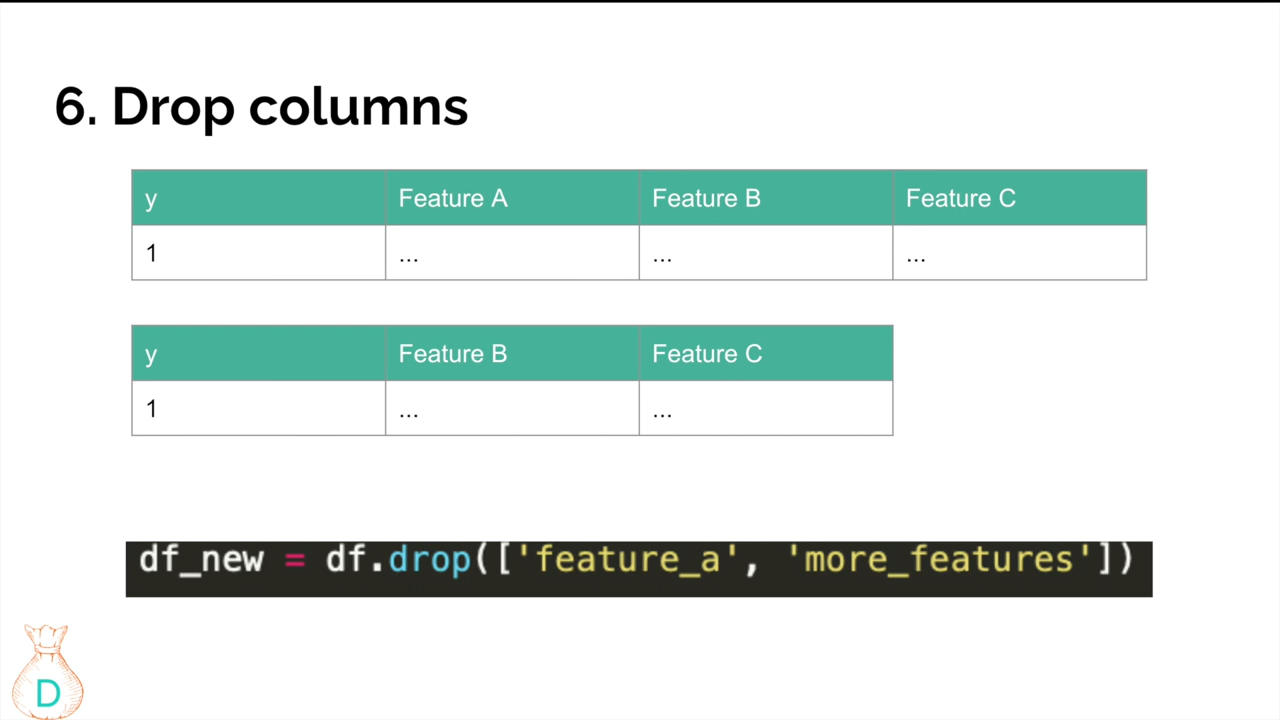 6. Drop columns
y Feature A Feature B Feature C
1 ... ... ...
y Feature B Feature C
1 ... ...
df_new = df.drop(['feature_a', 'more_features'])
D